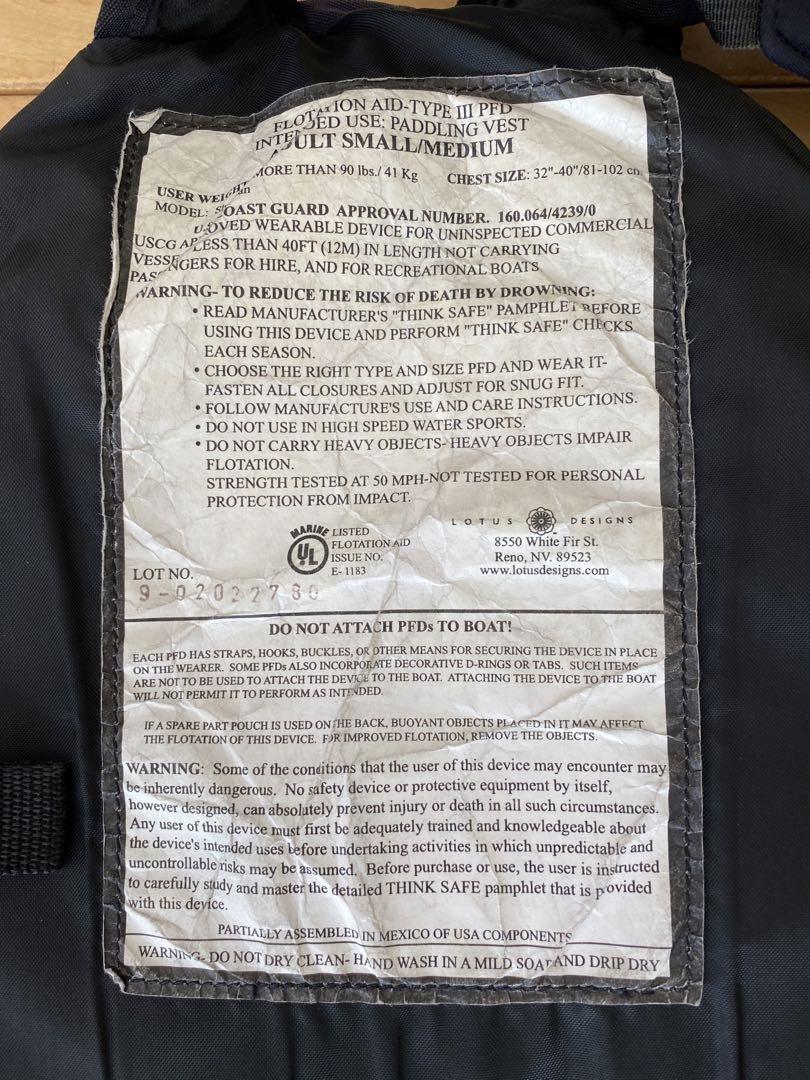 FLOTATION AID-TYPE III PFD
INTENDED USE: PADDLING VEST
ADULT SMALL/MEDIUM
USER WEIGHT: MORE THAN 90 lbs./ 41 Kg CHEST SIZE: 32"-40"/81-102 cm
MODEL:
COAST GUARD APPROVAL NUMBER. 160.064/4239/0
USCG APPROVED WEARABLE DEVICE FOR UNINSPECTED COMMERCIAL
VESSELS LESS THAN 40FT (12M) IN LENGTH NOT CARRYING
PASSENGERS FOR HIRE, AND FOR RECREATIONAL BOATS
WARNING- TO REDUCE THE RISK OF DEATH BY DROWNING:
• READ MANUFACTURER'S "THINK SAFE" PAMPHLET BEFORE
USING THIS DEVICE AND PERFORM "THINK SAFE" CHECKS
EACH SEASON.
• CHOOSE THE RIGHT TYPE AND SIZE PFD AND WEAR IT-
FASTEN ALL CLOSURES AND ADJUST FOR SNUG FIT.
• FOLLOW MANUFACTURE'S USE AND CARE INSTRUCTIONS.
• DO NOT USE IN HIGH SPEED WATER SPORTS.
• DO NOT CARRY HEAVY OBJECTS- HEAVY OBJECTS IMPAIR
FLOTATION.
STRENGTH TESTED AT 50 MPH-NOT TESTED FOR PERSONAL
PROTECTION FROM IMPACT.
MARINE
UL
LISTED
FLOTATION AID
ISSUE NO.
E- 1183
LOTUS DESIGNS
8550 White Fir St.
Reno, NV. 89523
www.lotusdesigns.com
LOT NO.
9-02022780
DO NOT ATTACH PFDs TO BOAT!
EACH PFD HAS STRAPS, HOOKS, BUCKLES, OR OTHER MEANS FOR SECURING THE DEVICE IN PLACE
ON THE WEARER. SOME PFDs ALSO INCORPORATE DECORATIVE D-RINGS OR TABS. SUCH ITEMS
ARE NOT TO BE USED TO ATTACH THE DEVICE TO THE BOAT. ATTACHING THE DEVICE TO THE BOAT
WILL NOT PERMIT IT TO PERFORM AS INTENDED.
IF A SPARE PART POUCH IS USED ON THE BACK, BUOYANT OBJECTS PLACED IN IT MAY AFFECT
THE FLOTATION OF THIS DEVICE. FOR IMPROVED FLOTATION, REMOVE THE OBJECTS.
WARNING: Some of the conditions that the user of this device may encounter may
be inherently dangerous. No safety device or protective equipment by itself,
however designed, can absolutely prevent injury or death in all such circumstances.
Any user of this device must first be adequately trained and knowledgeable about
the device's intended uses before undertaking activities in which unpredictable and
uncontrollable risks may be assumed. Before purchase or use, the user is instructed
to carefully study and master the detailed THINK SAFE pamphlet that is provided
with this device.
PARTIALLY ASSEMBLED IN MEXICO OF USA COMPONENTS
WARNING- DO NOT DRY CLEAN- HAND WASH IN A MILD SOAP AND DRIP DRY